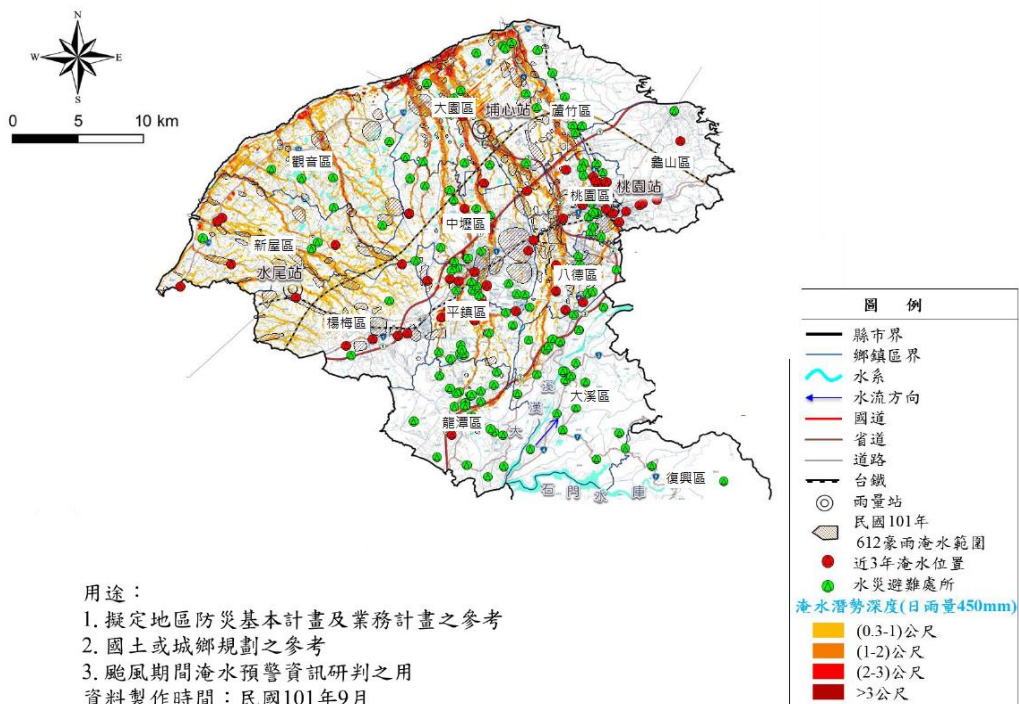 N
W
E
S
0 5 10 km
大園區
埔心站
蘆竹區
龜山區
觀音區
桃園站
桃園區
中壢區
新屋區
八德區
水尾站
平鎮區
楊梅區
大溪區
大漢溪
龍潭區
復興區
石門水庫
圖 例
縣市界
鄉鎮區界
水系
水流方向
國道
省道
道路
台鐵
雨量站
民國101年
612豪雨淹水範圍
近3年淹水位置
水災避難處所
淹水潛勢深度(日雨量450mm)
(0.3-1)公尺
(1-2)公尺
(2-3)公尺
>3公尺
用途：
1. 擬定地區防災基本計畫及業務計畫之參考
2. 國土或城鄉規劃之參考
3. 颱風期間淹水預警資訊研判之用
資料製作時間：民國101年9月